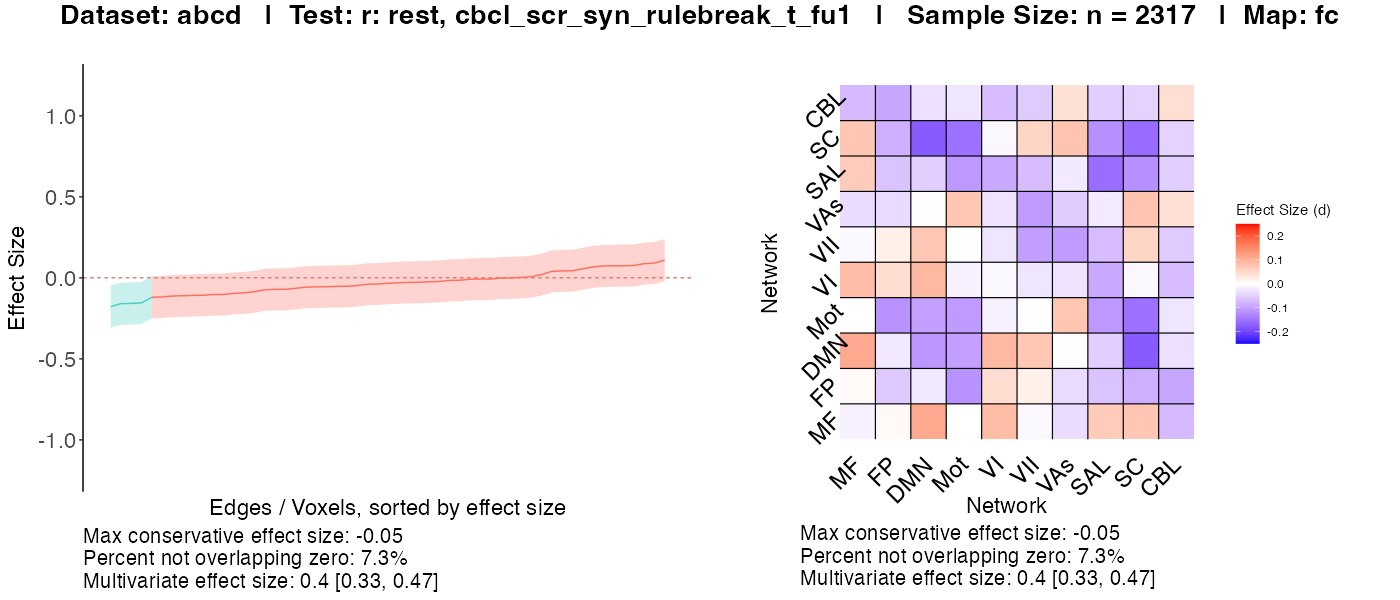 Dataset: abcd | Test: r: rest, cbcl_scr_syn_rulebreak_t_fu1 | Sample Size: n = 2317 | Map: fc
Effect Size
1.0
0.5
0.0
-0.5
-1.0
Edges / Voxels, sorted by effect size
Max conservative effect size: -0.05
Percent not overlapping zero: 7.3%
Multivariate effect size: 0.4 [0.33, 0.47]
Network
CBL
SC
SAL
VAs
VII
VI
Mot
DMN
FP
MF
MF FP DMN Mot VI VII VAs SAL SC CBL
Network
Max conservative effect size: -0.05
Percent not overlapping zero: 7.3%
Multivariate effect size: 0.4 [0.33, 0.47]
Effect Size (d)
0.2
0.1
0.0
-0.1
-0.2